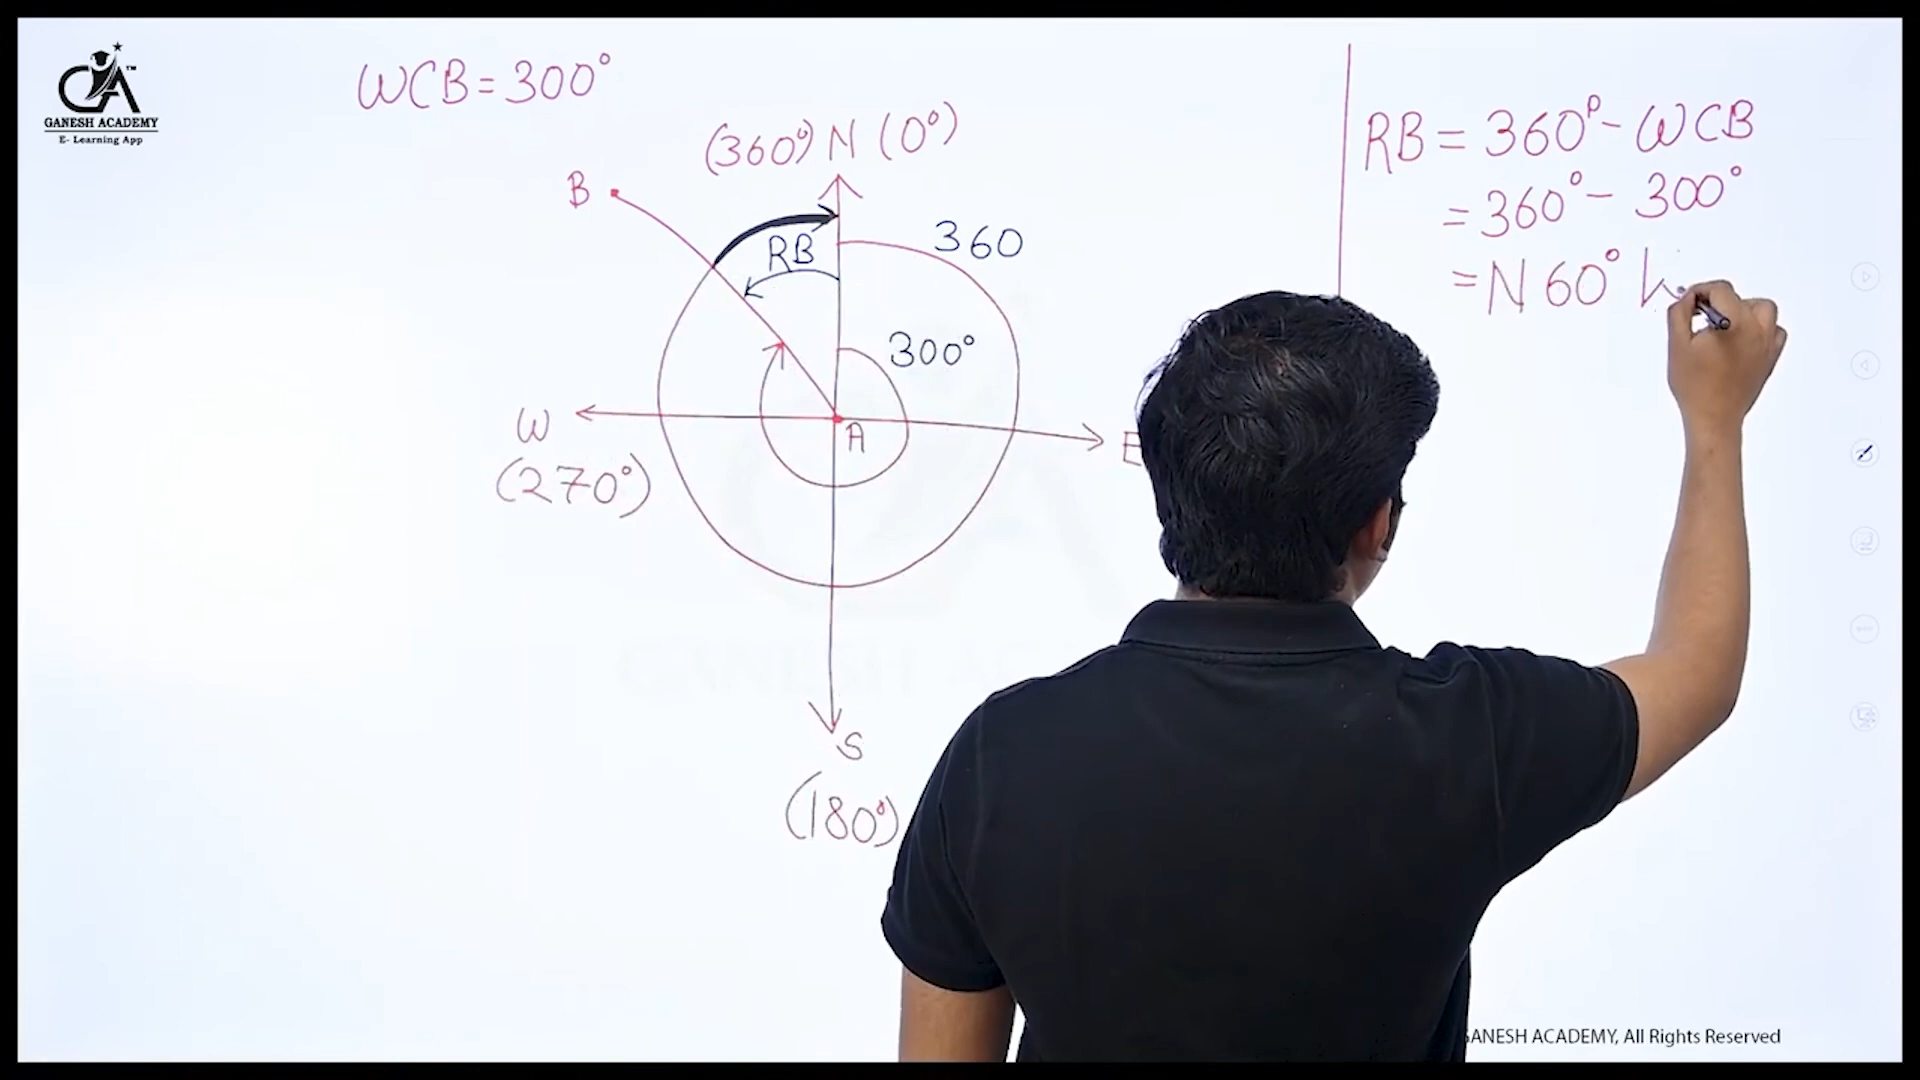 GANESH ACADEMY
E- Learning App
WCB = 300°
(360°) N (0°)
B
RB
360
300°
W
(270°)
A
E
S
(180°)
RB = 360° - WCB
= 360° - 300°
= N 60°
GANESH ACADEMY, All Rights Reserved